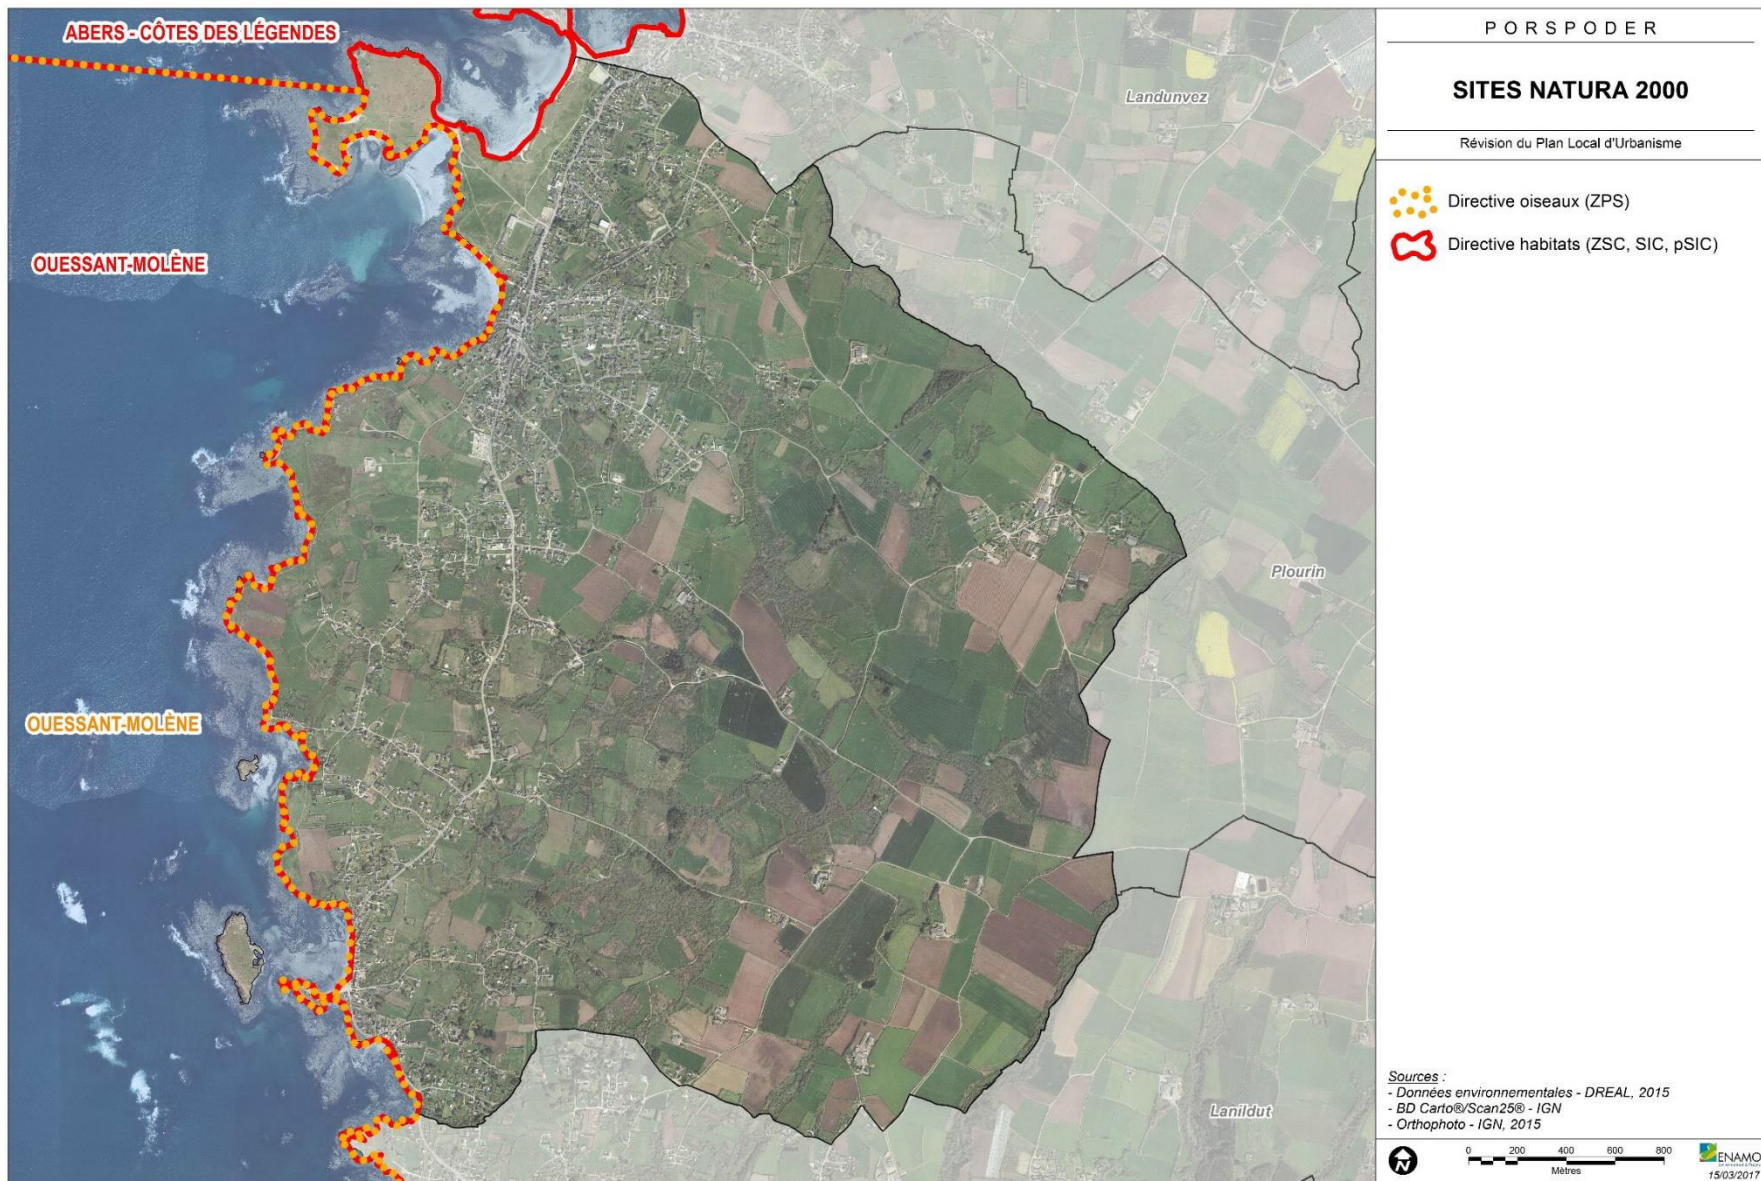 ABERS - CÔTES DES LÉGENDES
OUESSANT-MOLÈNE
OUESSANT-MOLÈNE
Landunvez
Plourin
Lanildut
PORSPODER
SITES NATURA 2000
Révision du Plan Local d'Urbanisme
Directive oiseaux (ZPS)
Directive habitats (ZSC, SIC, pSIC)
Sources :
- Données environnementales - DREAL, 2015
- BD Carto®/Scan25® - IGN
- Orthophoto - IGN, 2015
N
0 200 400 600 800
Mètres
ENAMO
15/03/2017